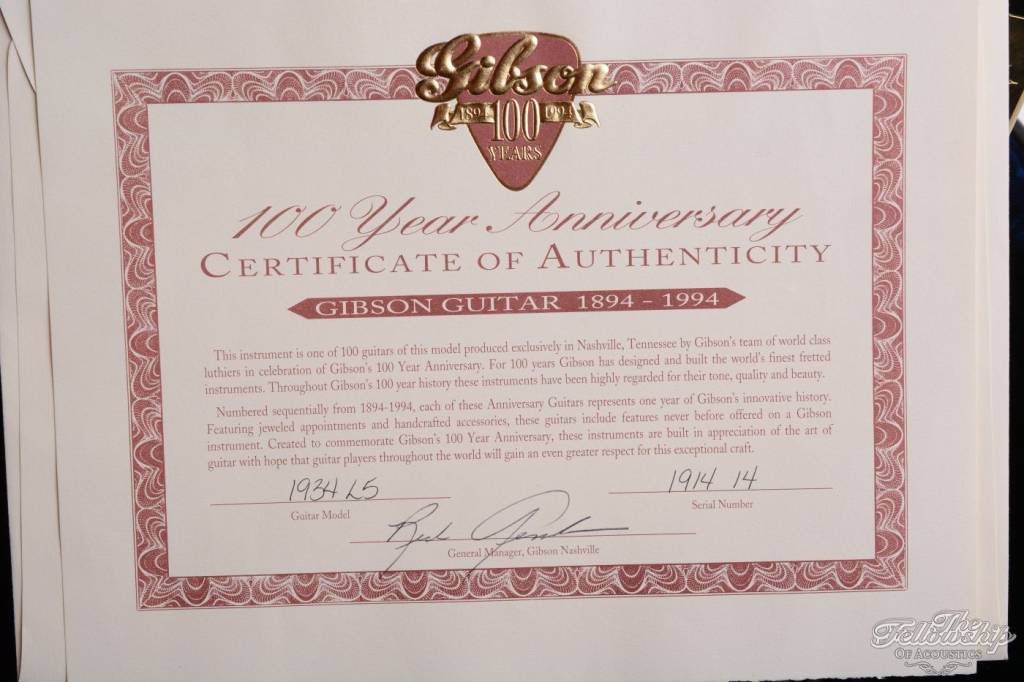 Gibson
1894 100 1994
YEARS
100 Year Anniversary
CERTIFICATE OF AUTHENTICITY
GIBSON GUITAR 1894 - 1994
This instrument is one of 100 guitars of this model produced exclusively in Nashville, Tennessee by Gibson's team of world class
luthiers in celebration of Gibson's 100 Year Anniversary. For 100 years Gibson has designed and built the world's finest fretted
instruments. Throughout Gibson's 100 year history these instruments have been highly regarded for their tone, quality and beauty.
Numbered sequentially from 1894-1994, each of these Anniversary Guitars represents one year of Gibson's innovative history.
Featuring jeweled appointments and handcrafted accessories, these guitars include features never before offered on a Gibson
instrument. Created to commemorate Gibson's 100 Year Anniversary, these instruments are built in appreciation of the art of
guitar with hope that guitar players throughout the world will gain an even greater respect for this exceptional craft.
1934 L5 1914 14
Guitar Model Serial Number
General Manager, Gibson Nashville
The
Fellowship
OF ACOUSTICS